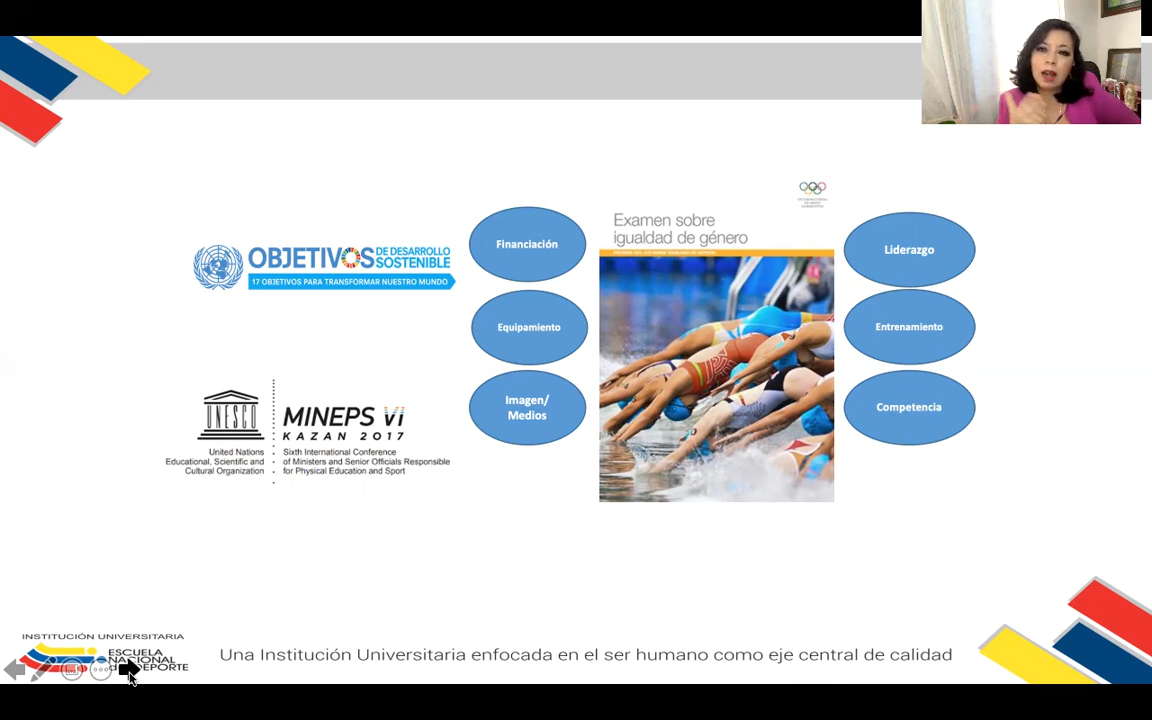 OBJETIVOS DE DESARROLLO
SOSTENIBLE
17 OBJETIVOS PARA TRANSFORMAR NUESTRO MUNDO
UNESCO
United Nations
Educational, Scientific and
Cultural Organization
MINEPS VI
KAZAN 2017
Sixth International Conference
of Ministers and Senior Officials Responsible
for Physical Education and Sport
Financiación
Equipamiento
Imagen/
Medios
Examen sobre
igualdad de género
Liderazgo
Entrenamiento
Competencia
INSTITUCIÓN UNIVERSITARIA
ESCUELA
NACIONAL
DEPORTE
Una Institución Universitaria enfocada en el ser humano como eje central de calidad